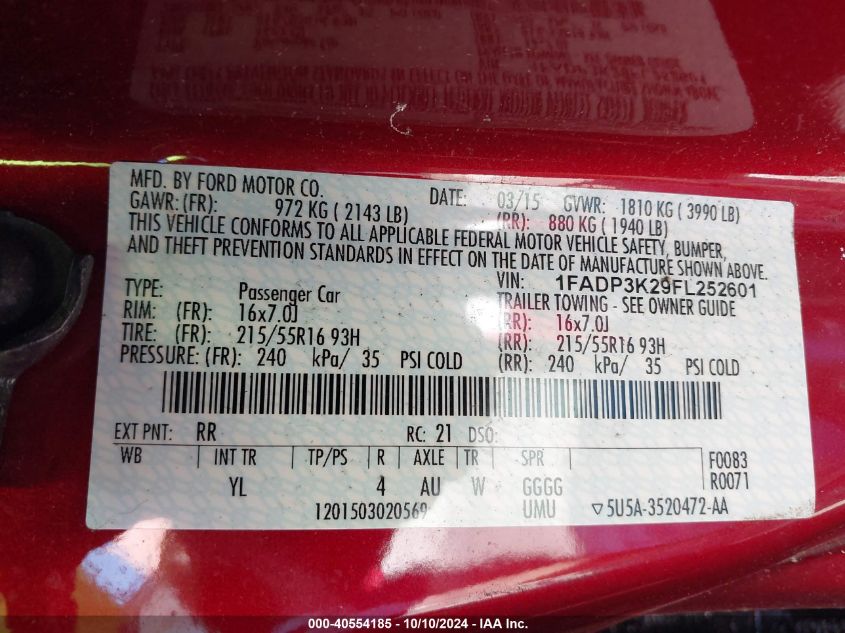 MFD. BY FORD MOTOR CO. DATE: 03/15 GVWR: 1810 KG ( 3990 LB)
GAWR: (FR) 972 KG ( 2143 LB) (RR): 880 KG ( 1940 LB)
THIS VEHICLE CONFORMS TO ALL APPLICABLE FEDERAL MOTOR VEHICLE SAFETY, BUMPER,
AND THEFT PREVENTION STANDARDS IN EFFECT ON THE DATE OF MANUFACTURE SHOWN ABOVE.
VIN: 1FADP3K29FL252601
TYPE: Passenger Car TRAILER TOWING - SEE OWNER GUIDE
RIM: (FR): 16x7.0J (RR): 16x7.0J
TIRE: (FR): 215/55R16 93H (RR): 215/55R16 93H
PRESSURE: (FR): 240 kPa/ 35 PSI COLD (RR): 240 kPa/ 35 PSI COLD
EXT PNT: RR RC: 21 DSO:
WB INT TR TP/PS R AXLE TR SPR F0083
YL 4 AU W GGGG R0071
1201503020569 UMU ▽5U5A-3520472-AA
000-40554185 - 10/10/2024 - IAA Inc.